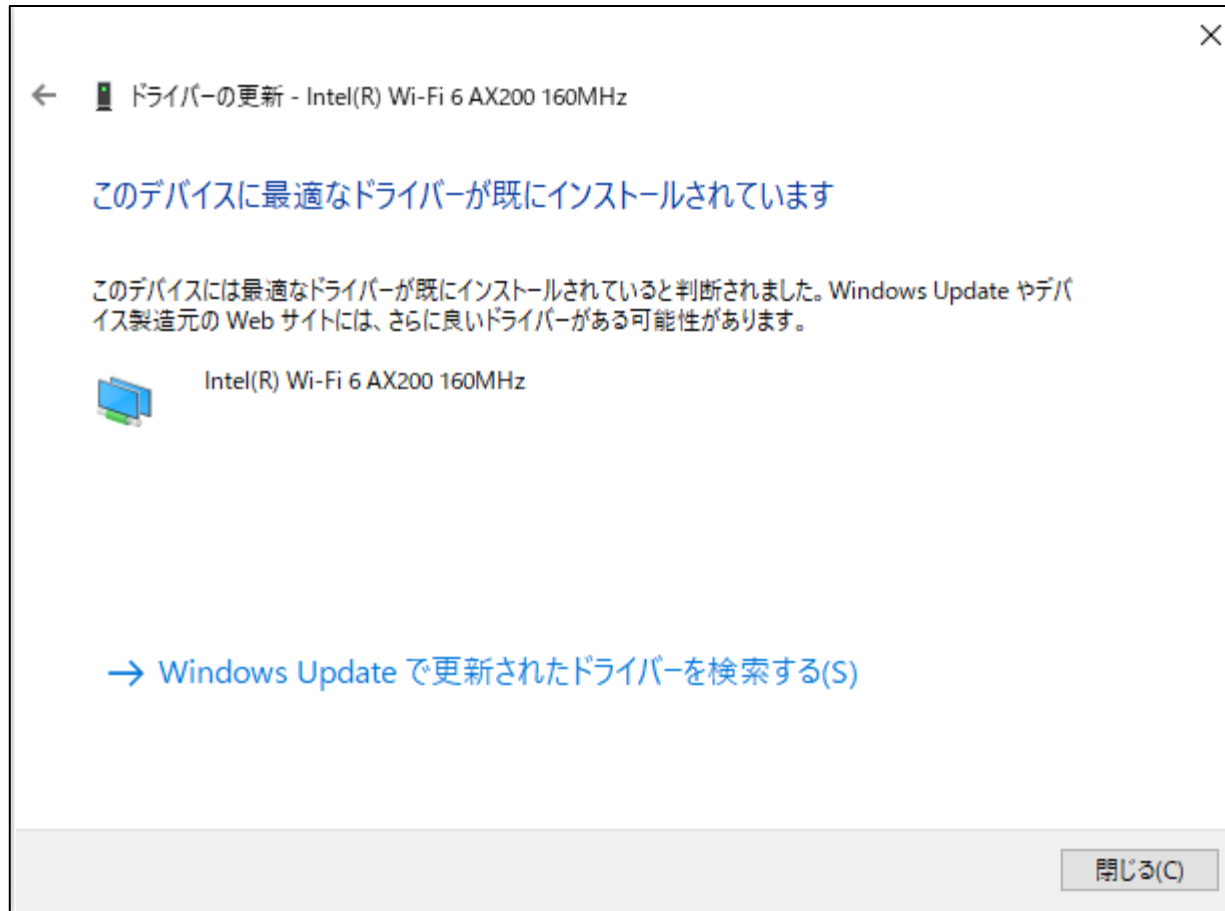 ドライバーの更新 - Intel(R) Wi-Fi 6 AX200 160MHz
このデバイスに最適なドライバーが既にインストールされています
このデバイスには最適なドライバーが既にインストールされていると判断されました。Windows Update やデバ
イス製造元の Web サイトには、さらに良いドライバーがある可能性があります。
Intel(R) Wi-Fi 6 AX200 160MHz
Windows Update で更新されたドライバーを検索する(S)
閉じる(C)